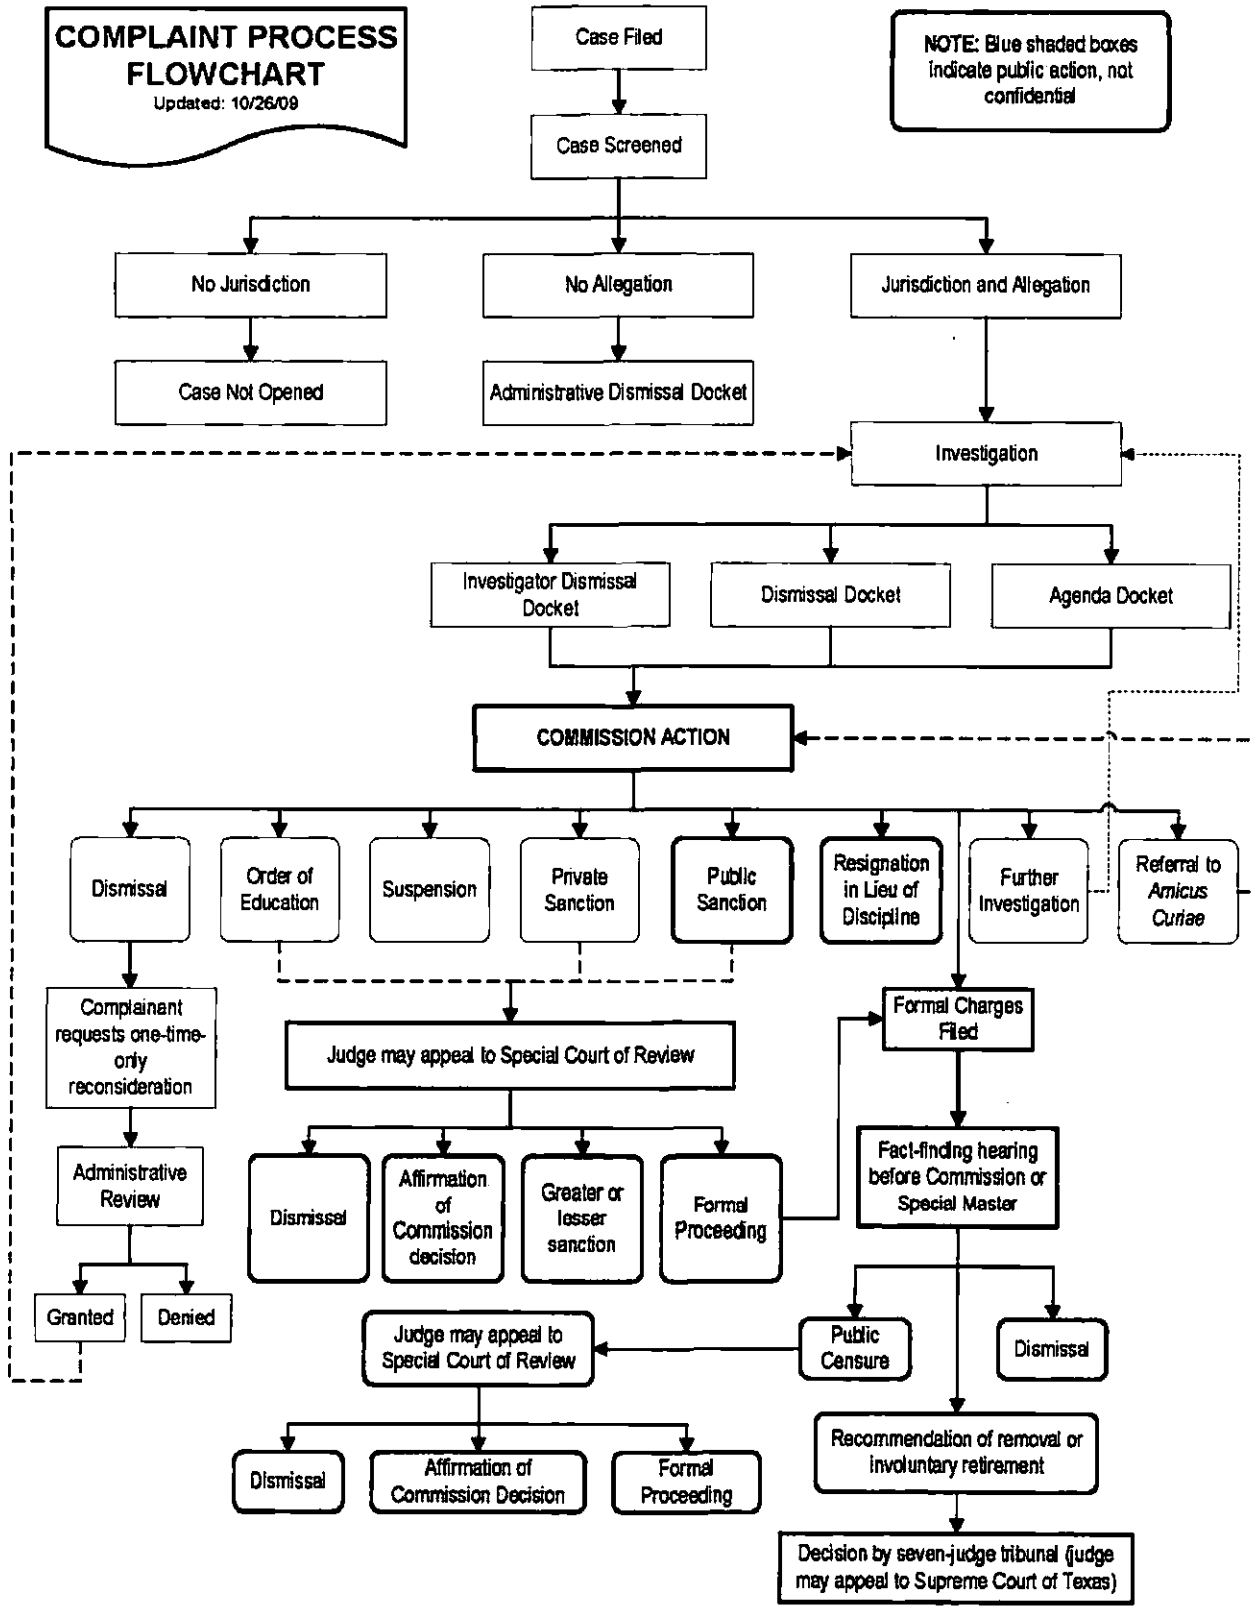 COMPLAINT PROCESS
FLOWCHART
Updated: 10/26/09
Case Filed
NOTE: Blue shaded boxes
indicate public action, not
confidential
Case Screened
No Jurisdiction
No Allegation
Jurisdiction and Allegation
Case Not Opened
Administrative Dismissal Docket
Investigation
Investigator Dismissal
Docket
Dismissal Docket
Agenda Docket
COMMISSION ACTION
Dismissal
Order of
Education
Suspension
Private
Sanction
Public
Sanction
Resignation
in Lieu of
Discipline
Further
Investigation
Referral to
Amicus
Curiae
Complainant
requests one-time-
only
reconsideration
Judge may appeal to Special Court of Review
Formal Charges
Filed
Administrative
Review
Dismissal
Affirmation
of
Commission
decision
Greater or
lesser
sanction
Formal
Proceeding
Fact-finding hearing
before Commission or
Special Master
Granted
Denied
Judge may appeal to
Special Court of Review
Public
Censure
Dismissal
Dismissal
Affirmation of
Commission Decision
Formal
Proceeding
Recommendation of removal or
involuntary retirement
Decision by seven-judge tribunal (judge
may appeal to Supreme Court of Texas)